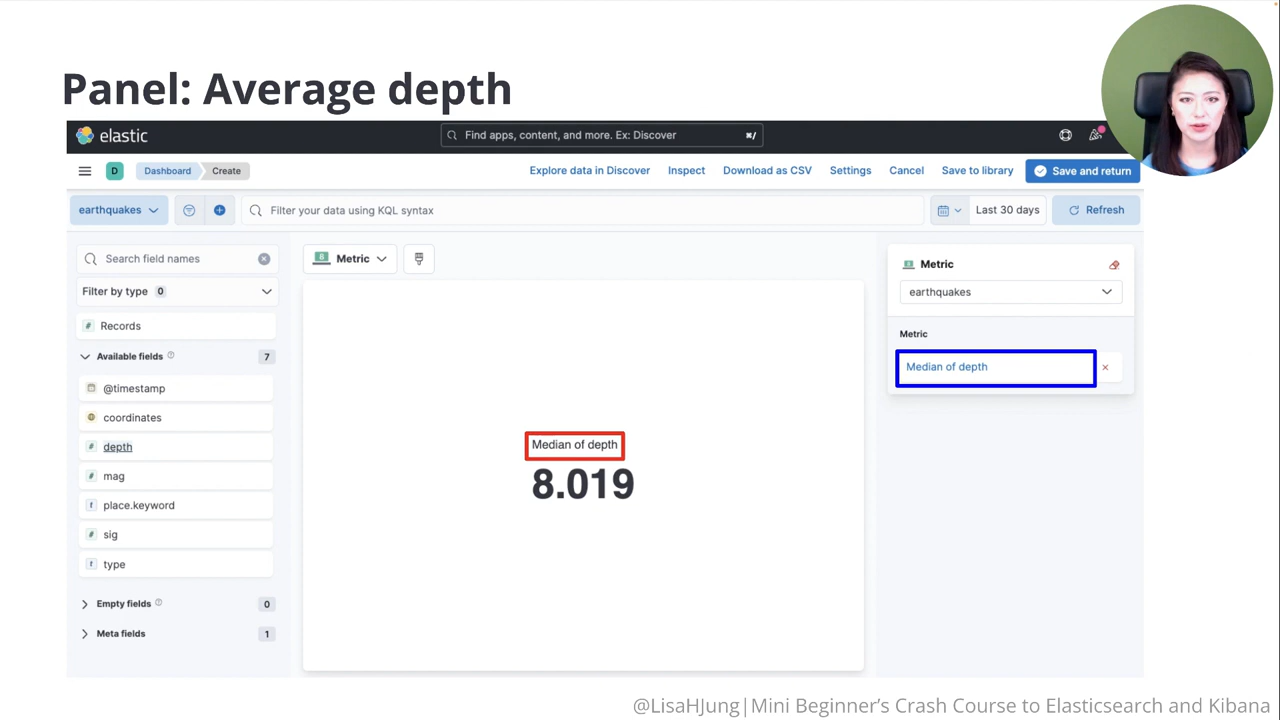 Panel: Average depth
elastic
Find apps, content, and more. Ex: Discover
⌘/
D
Dashboard
Create
Explore data in Discover
Inspect
Download as CSV
Settings
Cancel
Save to library
Save and return
earthquakes
Filter your data using KQL syntax
Last 30 days
Refresh
Search field names
Filter by type 0
Records
Available fields 7
@timestamp
coordinates
depth
mag
place.keyword
sig
type
Empty fields 0
Meta fields 1
Metric
Median of depth
8.019
Metric
earthquakes
Metric
Median of depth
@LisaHJung|Mini Beginner's Crash Course to Elasticsearch and Kibana